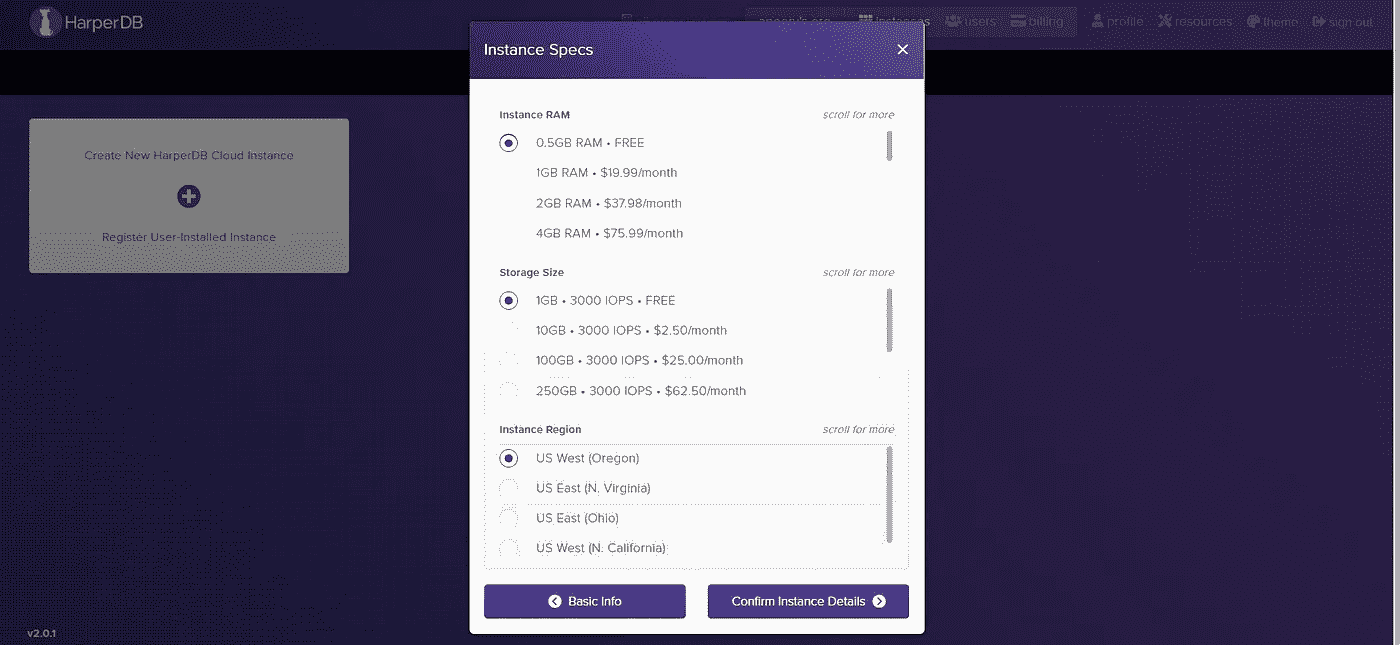 HarperDB
instances
users
billing
profile
resources
theme
sign out
Instance Specs
Create New HarperDB Cloud Instance
Register User-Installed Instance
Instance RAM
scroll for more
0.5GB RAM • FREE
1GB RAM • $19.99/month
2GB RAM • $37.98/month
4GB RAM • $75.99/month
Storage Size
scroll for more
1GB • 3000 IOPS • FREE
10GB • 3000 IOPS • $2.50/month
100GB • 3000 IOPS • $25.00/month
250GB • 3000 IOPS • $62.50/month
Instance Region
scroll for more
US West (Oregon)
US East (N. Virginia)
US East (Ohio)
US West (N. California)
Basic Info
Confirm Instance Details
v2.0.1